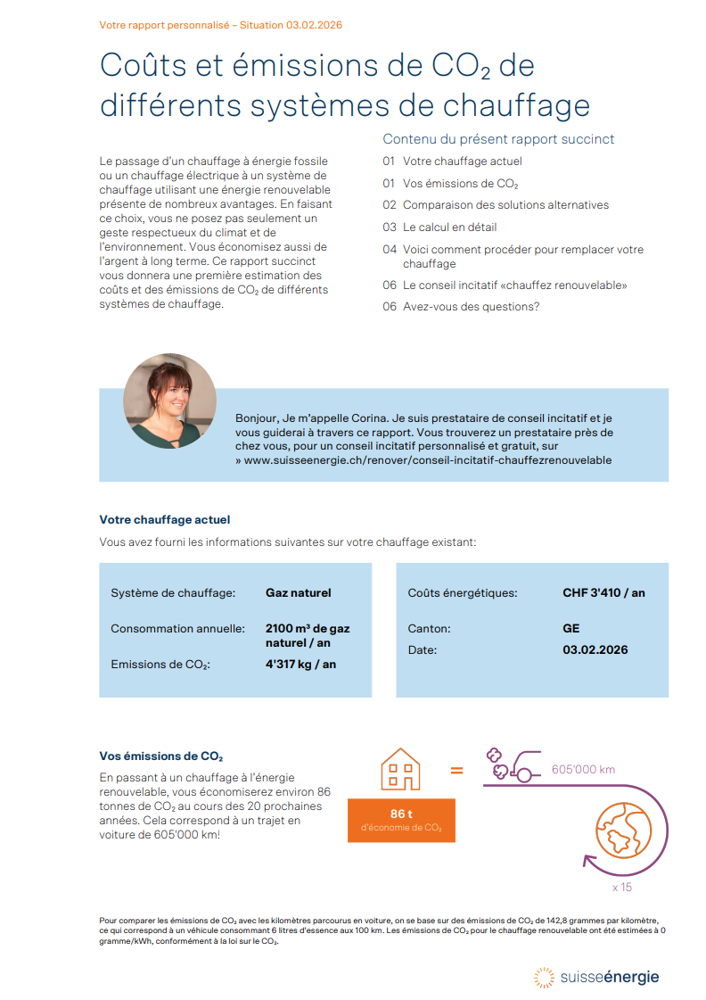 Votre rapport personnalisé – Situation 03.02.2026
Coûts et émissions de CO₂ de
différents systèmes de chauffage
Le passage d'un chauffage à énergie fossile
ou un chauffage électrique à un système de
chauffage utilisant une énergie renouvelable
présente de nombreux avantages. En faisant
ce choix, vous ne posez pas seulement un
geste respectueux du climat et de
l'environnement. Vous économisez aussi de
l'argent à long terme. Ce rapport succinct
vous donnera une première estimation des
coûts et des émissions de CO₂ de différents
systèmes de chauffage.
Contenu du présent rapport succinct
01 Votre chauffage actuel
01 Vos émissions de CO₂
02 Comparaison des solutions alternatives
03 Le calcul en détail
04 Voici comment procéder pour remplacer votre
chauffage
06 Le conseil incitatif «chauffez renouvelable»
06 Avez-vous des questions?
Bonjour, Je m'appelle Corina. Je suis prestataire de conseil incitatif et je
vous guiderai à travers ce rapport. Vous trouverez un prestataire près de
chez vous, pour un conseil incitatif personnalisé et gratuit, sur
» www.suisseenergie.ch/renover/conseil-incitatif-chauffezrenouvelable
Votre chauffage actuel
Vous avez fourni les informations suivantes sur votre chauffage existant:
Système de chauffage: Gaz naturel
Consommation annuelle: 2100 m³ de gaz
naturel / an
Emissions de CO₂: 4'317 kg / an
Coûts énergétiques: CHF 3'410 / an
Canton: GE
Date: 03.02.2026
Vos émissions de CO₂
En passant à un chauffage à l'énergie
renouvelable, vous économiserez environ 86
tonnes de CO₂ au cours des 20 prochaines
années. Cela correspond à un trajet en
voiture de 605'000 km!
86 t
d'économie de CO₂
=
605'000 km
x 15
Pour comparer les émissions de CO₂ avec les kilomètres parcourus en voiture, on se base sur des émissions de CO₂ de 142,8 grammes par kilomètre,
ce qui correspond à un véhicule consommant 6 litres d'essence aux 100 km. Les émissions de CO₂ pour le chauffage renouvelable ont été estimées à 0
gramme/kWh, conformément à la loi sur le CO₂.
suisseénergie